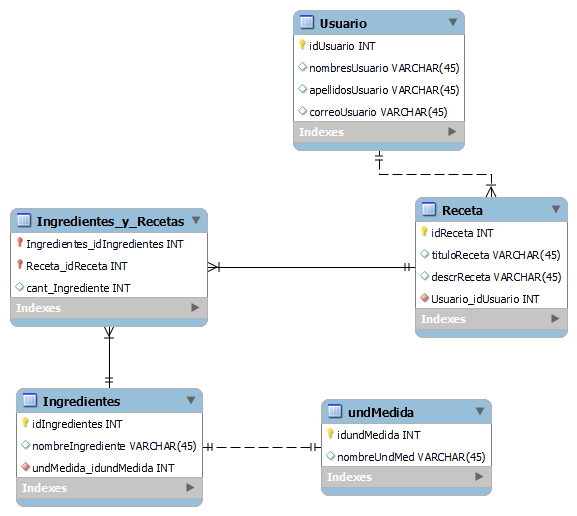 Usuario
idUsuario INT
nombresUsuario VARCHAR(45)
apellidosUsuario VARCHAR(45)
correoUsuario VARCHAR(45)
Indexes
Receta
idReceta INT
tituloReceta VARCHAR(45)
descrReceta VARCHAR(45)
Usuario_idUsuario INT
Indexes
Ingredientes_y_Recetas
Ingredientes_idIngredientes INT
Receta_idReceta INT
cant_Ingrediente INT
Indexes
Ingredientes
idIngredientes INT
nombreIngrediente VARCHAR(45)
undMedida_idundMedida INT
Indexes
undMedida
idundMedida INT
nombreUndMed VARCHAR(45)
Indexes